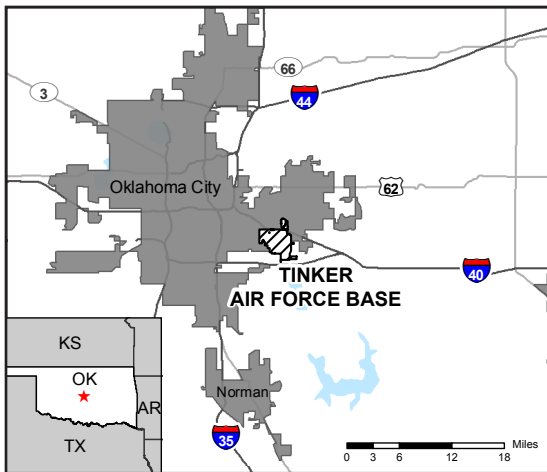 66
3
44
Oklahoma City
62
TINKER
AIR FORCE BASE
40
KS
OK
AR
TX
Norman
35
Miles
0 3 6 12 18